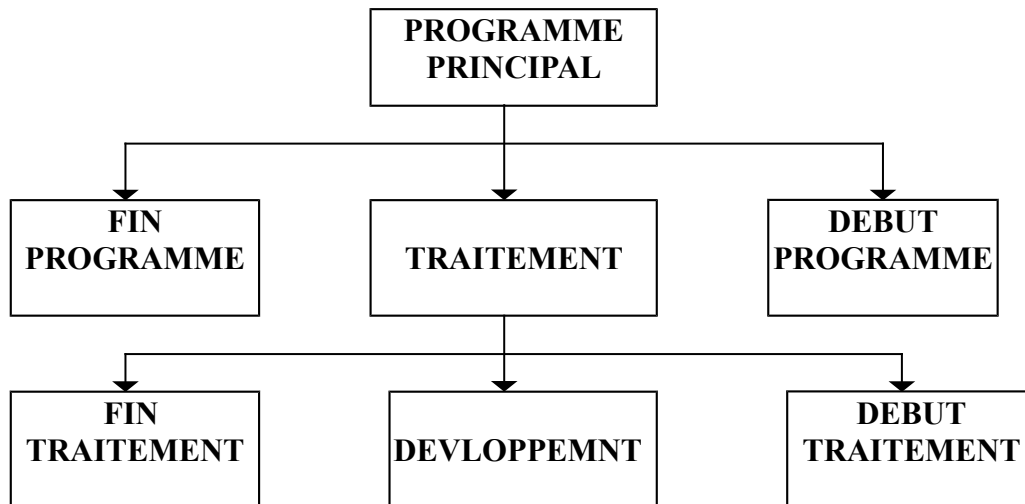 PROGRAMME
PRINCIPAL
FIN
PROGRAMME
TRAITEMENT
DEBUT
PROGRAMME
FIN
TRAITEMENT
DEVLOPPEMNT
DEBUT
TRAITEMENT